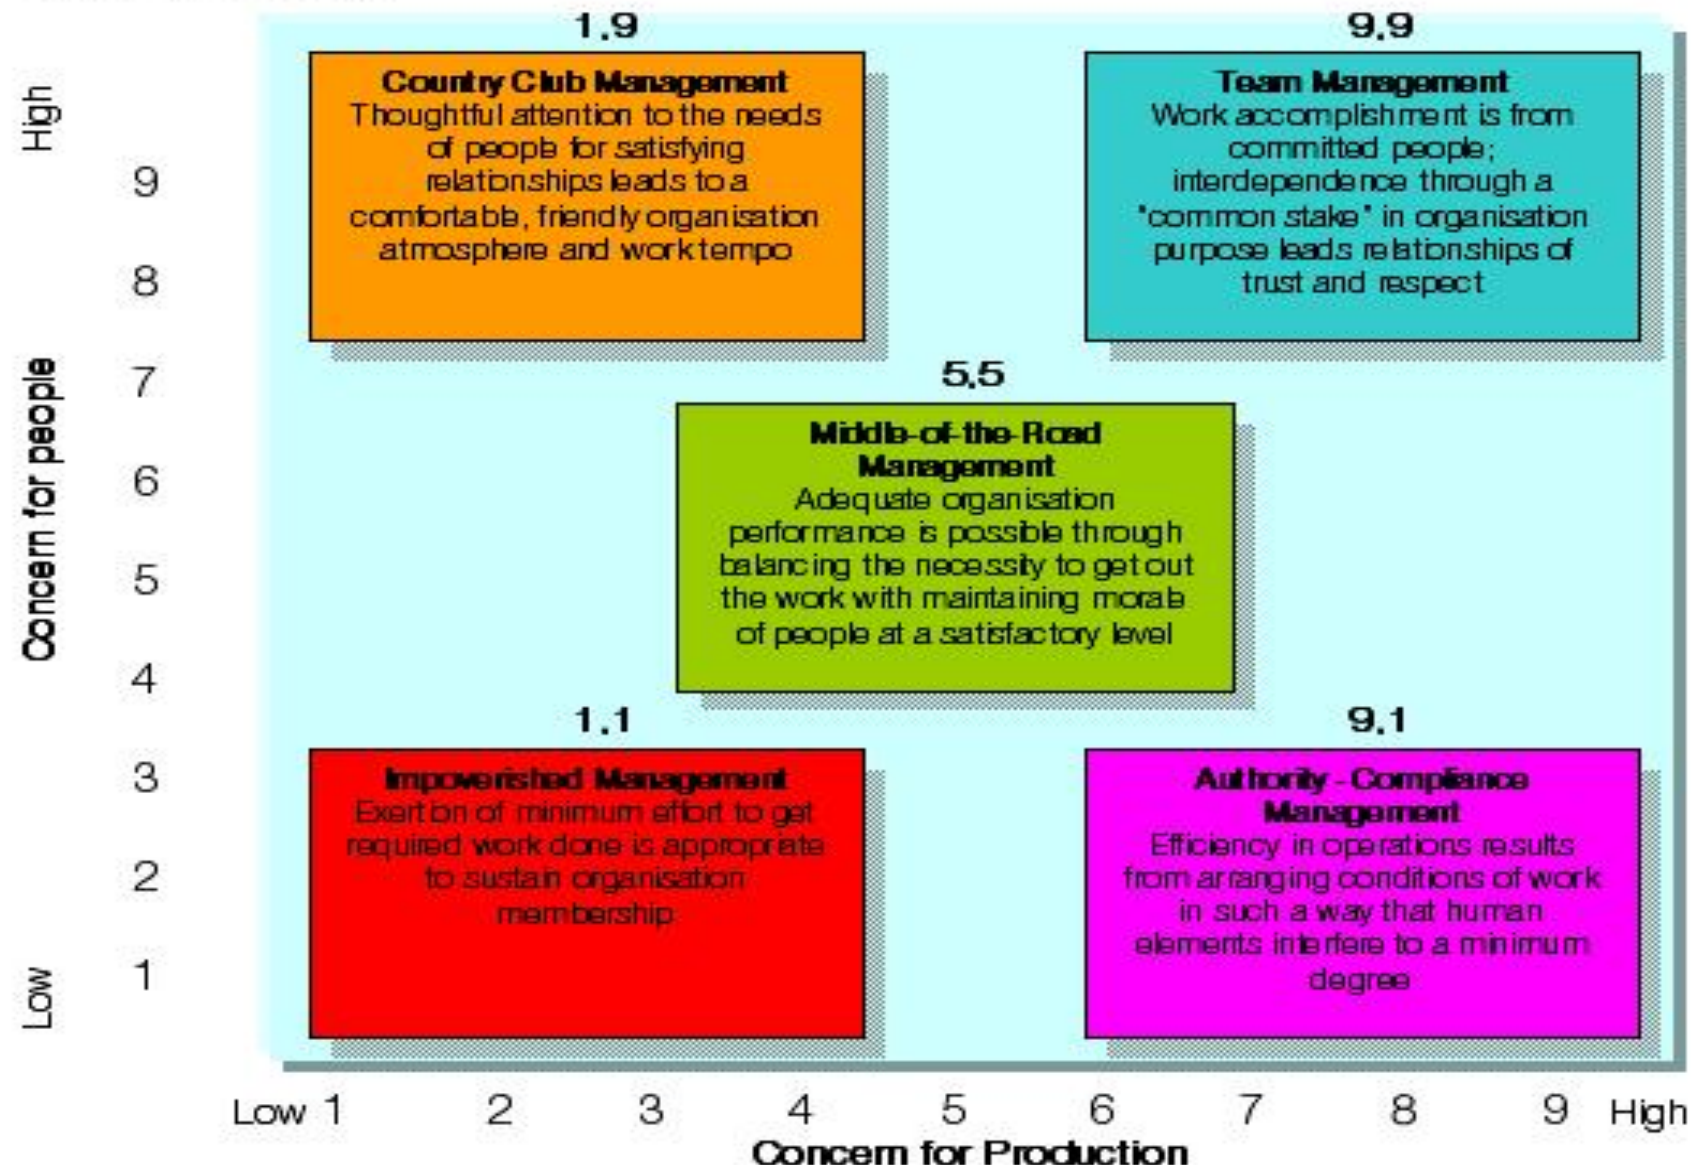 1.9
Country Club Management
Thoughtful attention to the needs
of people for satisfying
relationships leads to a
comfortable, friendly organisation
atmosphere and work tempo
9.9
Team Management
Work accomplishment is from
committed people;
interdependence through a
"common stake" in organisation
purpose leads relationships of
trust and respect
5.5
Middle-of-the-Road
Management
Adequate organisation
performance is possible through
balancing the necessity to get out
the work with maintaining morale
of people at a satisfactory level
1.1
Impoverished Management
Exertion of minimum effort to get
required work done is appropriate
to sustain organisation
membership
9.1
Authority - Compliance
Management
Efficiency in operations results
from arranging conditions of work
in such a way that human
elements interfere to a minimum
degree
High
Concern for people
Low
9
8
7
6
5
4
3
2
1
Low 1 2 3 4 5 6 7 8 9 High
Concern for Production